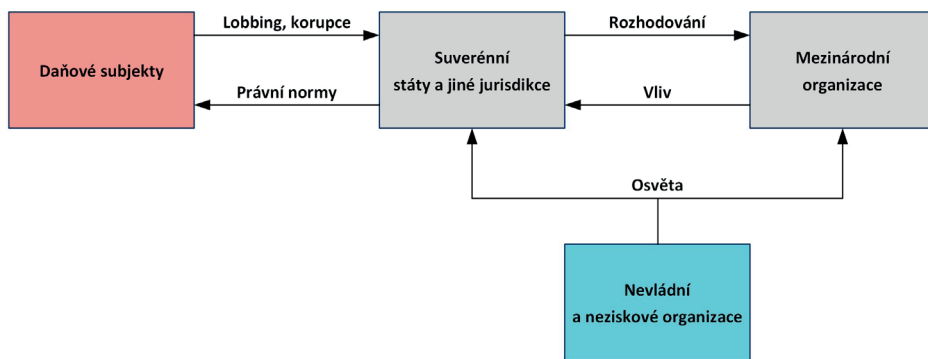 Lobbing, korupce
Rozhodování
Daňové subjekty
Suverénní
státy a jiné jurisdikce
Mezinárodní
organizace
Právní normy
Vliv
Osvěta
Nevládní
a neziskové organizace